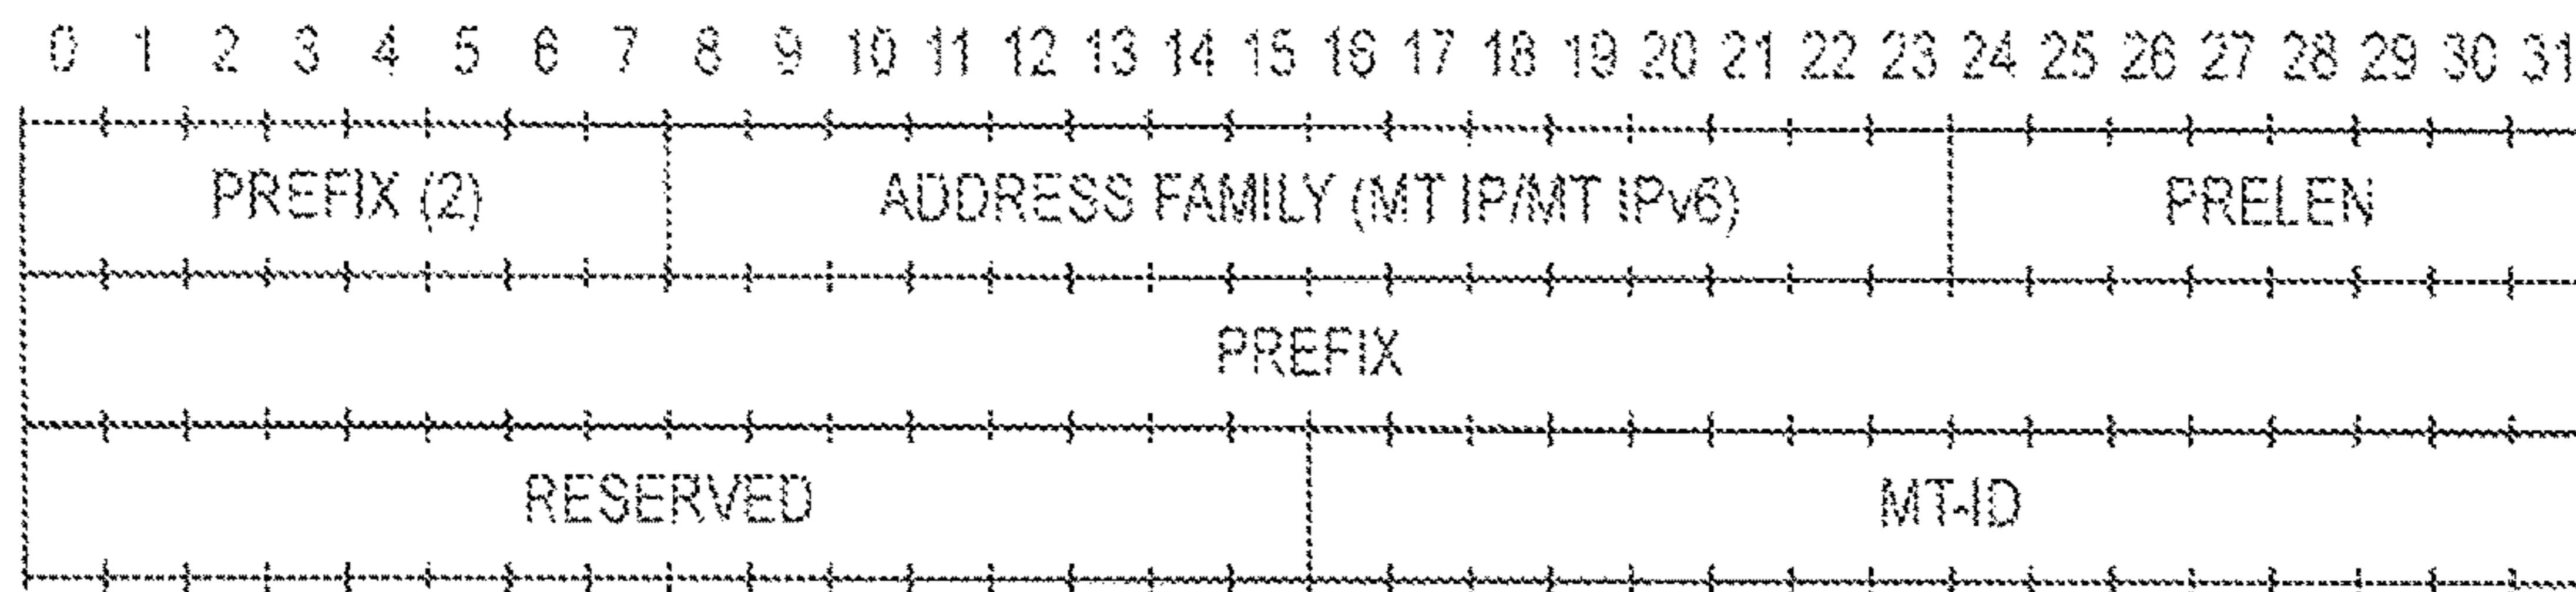 0 1 2 3 4 5 6 7 8 9 10 11 12 13 14 15 16 17 18 19 20 21 22 23 24 25 26 27 28 29 30 31
PREFIX (2) ADDRESS FAMILY (MT IP/MT IPv6) PRELEN
PREFIX
RESERVED MT-ID